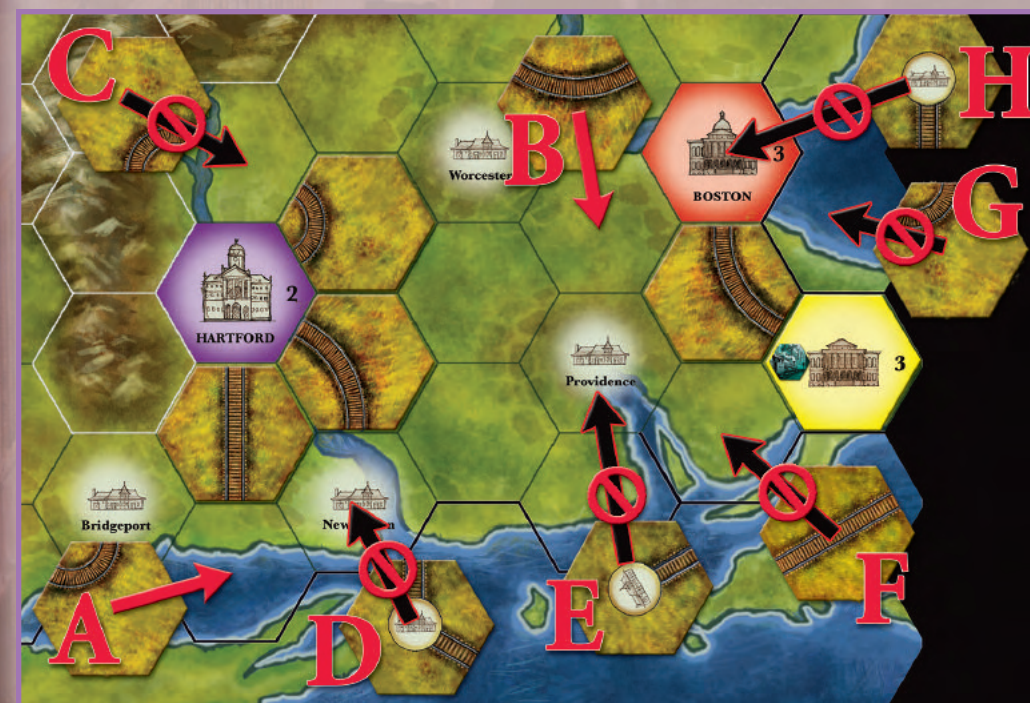 C
H
B
Worcester
3
BOSTON
G
2
HARTFORD
Providence
3
Bridgeport
A
D
E
F